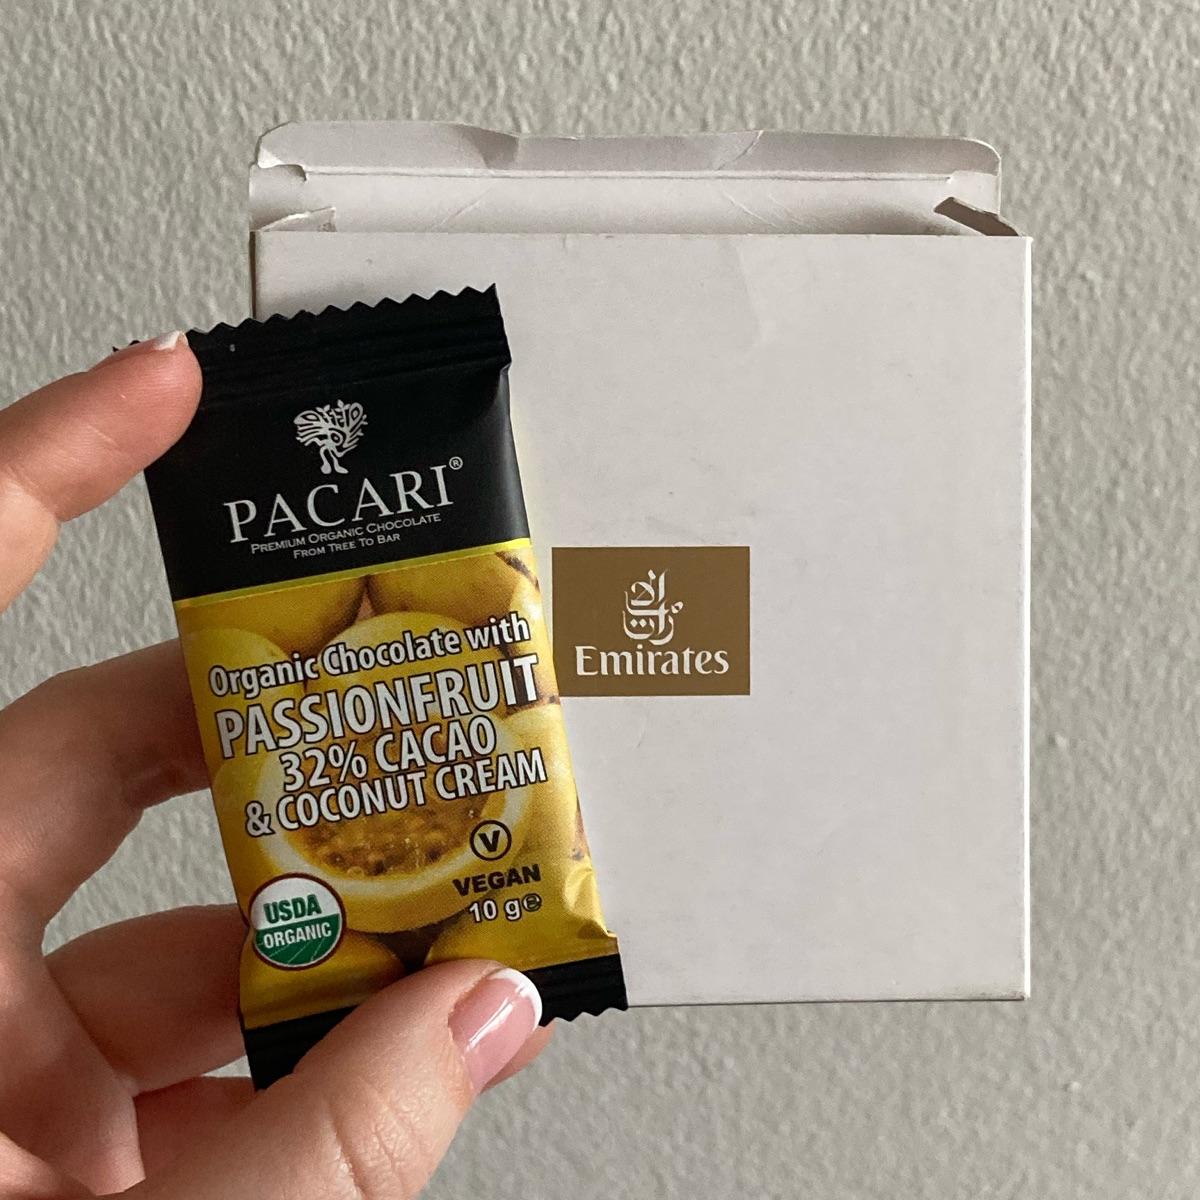 PACARI®
PREMIUM ORGANIC CHOCOLATE
FROM TREE TO BAR
Organic Chocolate with
PASSIONFRUIT
32% CACAO
& COCONUT CREAM
V
VEGAN
10 g℮
USDA
ORGANIC
الإمارات
Emirates